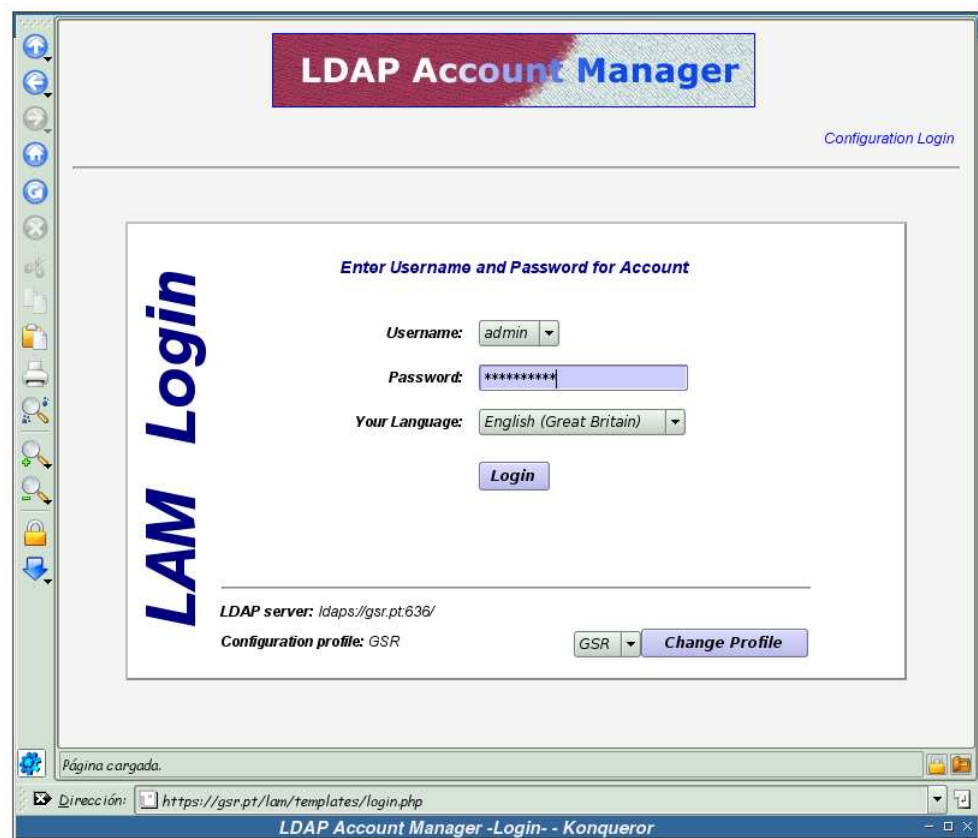 LDAP Account Manager
Configuration Login
LAM Login
Enter Username and Password for Account
Username: admin
Password: **********
Your Language: English (Great Britain)
Login
LDAP server: ldaps://gsr.pt:636/
Configuration profile: GSR
GSR Change Profile
Página cargada.
Dirección: https://gsr.pt/lam/templates/login.php
LDAP Account Manager -Login- - Konqueror